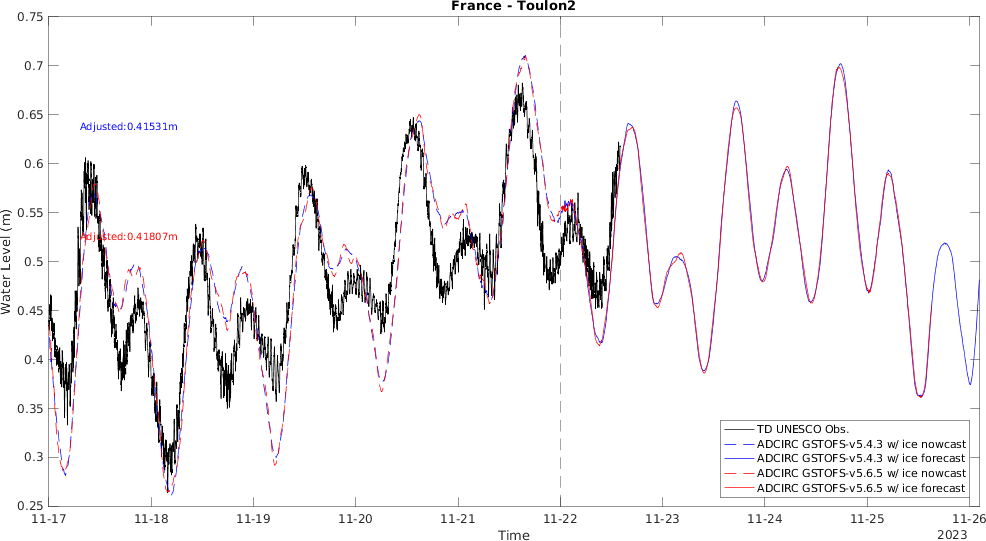 France - Toulon2
0.75
0.7
0.65
0.6
0.55
0.5
0.45
0.4
0.35
0.3
0.25
Water Level (m)
Adjusted:0.41531m
Adjusted:0.41807m
TD UNESCO Obs.
ADCIRC GSTOFS-v5.4.3 w/ ice nowcast
ADCIRC GSTOFS-v5.4.3 w/ ice forecast
ADCIRC GSTOFS-v5.6.5 w/ ice nowcast
ADCIRC GSTOFS-v5.6.5 w/ ice forecast
11-17 11-18 11-19 11-20 11-21 11-22 11-23 11-24 11-25 11-26
Time
2023